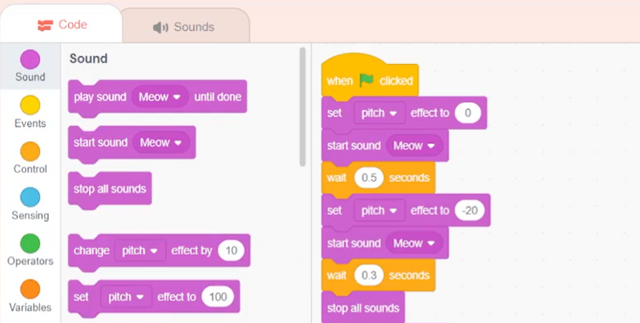 Code
Sounds
Sound
Events
Control
Sensing
Operators
Variables
Sound
play sound Meow until done
start sound Meow
stop all sounds
change pitch effect by 10
set pitch effect to 100
when clicked
set pitch effect to 0
start sound Meow
wait 0.5 seconds
set pitch effect to -20
start sound Meow
wait 0.3 seconds
stop all sounds